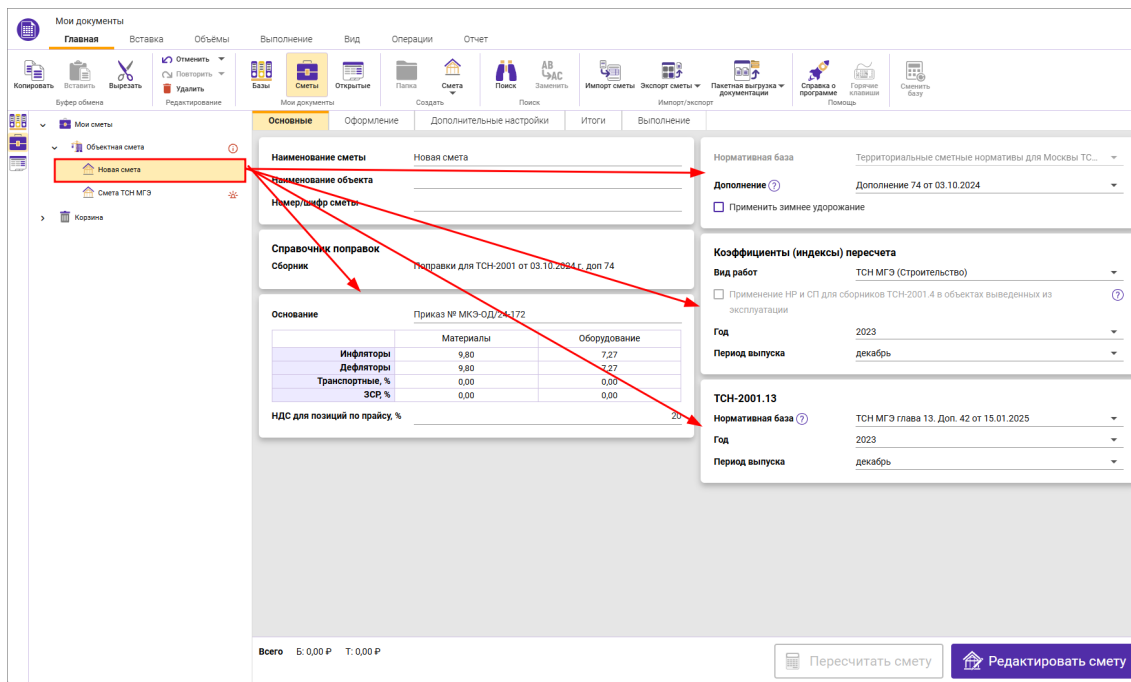 Мои документы
Главная Вставка Объёмы Выполнение Вид Операции Отчет
Копировать Вставить Вырезать
Буфер обмена
Отменить
Повторить
Удалить
Редактирование
Базы Сметы Открытые
Мои документы
Папка Смета
Создать
Поиск Заменить
AB
AC
Поиск
Импорт сметы Экспорт сметы Пакетная выгрузка документации
Импорт/экспорт
Справка о программе Горячие клавиши
Помощь
Сменить базу
Мои сметы
Объектная смета
Новая смета
Смета ТСН МГЭ
Корзина
Основные Оформление Дополнительные настройки Итоги Выполнение
Наименование сметы Новая смета
Наименование объекта
Номер/шифр сметы
Справочник поправок
Сборник Поправки для ТСН-2001 от 03.10.2024 г. доп 74
Основание Приказ № МКЭ-ОД/24-172
Материалы Оборудование
Инфляторы 9,80 7,27
Дефляторы 9,80 7,27
Транспортные, % 0,00 0,00
ЗСР, % 0,00 0,00
НДС для позиций по прайсу, % 20
Нормативная база Территориальные сметные нормативы для Москвы ТС...
Дополнение ? Дополнение 74 от 03.10.2024
Применить зимнее удорожание
Коэффициенты (индексы) пересчета
Вид работ ТСН МГЭ (Строительство)
Применение НР и СП для сборников ТСН-2001.4 в объектах выведенных из ?
эксплуатации
Год 2023
Период выпуска декабрь
ТСН-2001.13
Нормативная база ? ТСН МГЭ глава 13. Доп. 42 от 15.01.2025
Год 2023
Период выпуска декабрь
Всего Б: 0,00 ₽ Т: 0,00 ₽
Пересчитать смету
Редактировать смету